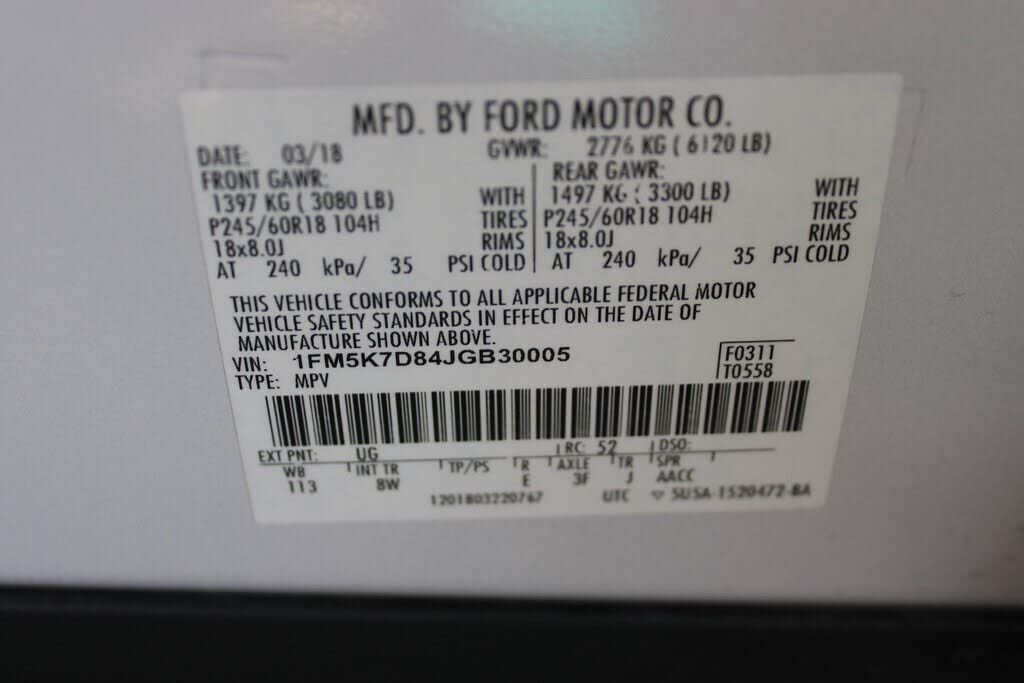 MFD. BY FORD MOTOR CO.
DATE: 03/18 GVWR: 2776 KG ( 6120 LB)
FRONT GAWR: REAR GAWR:
1397 KG ( 3080 LB) WITH 1497 KG ( 3300 LB) WITH
P245/60R18 104H TIRES P245/60R18 104H TIRES
18x8.0J RIMS 18x8.0J RIMS
AT 240 kPa/ 35 PSI COLD AT 240 kPa/ 35 PSI COLD
THIS VEHICLE CONFORMS TO ALL APPLICABLE FEDERAL MOTOR
VEHICLE SAFETY STANDARDS IN EFFECT ON THE DATE OF
MANUFACTURE SHOWN ABOVE.
VIN: 1FM5K7D84JGB30005 F0311
TYPE: MPV T0558
EXT PNT: UG RC: 52 DSO:
WB INT TR TP/PS R AXLE TR SPR
113 8W E 3F J AACC
1201803220767 UTC ▽ 5USA-1520472-BA